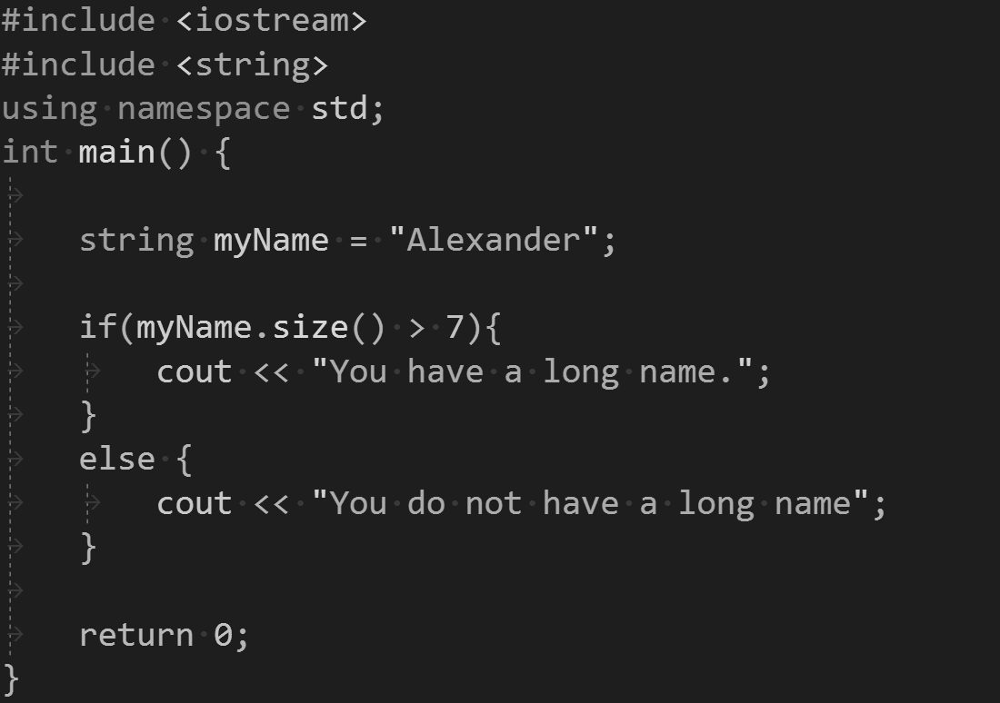 #include <iostream>
#include <string>
using namespace std;
int main() {
string myName = "Alexander";
if(myName.size() > 7){
cout << "You have a long name.";
}
else {
cout << "You do not have a long name";
}
return 0;
}